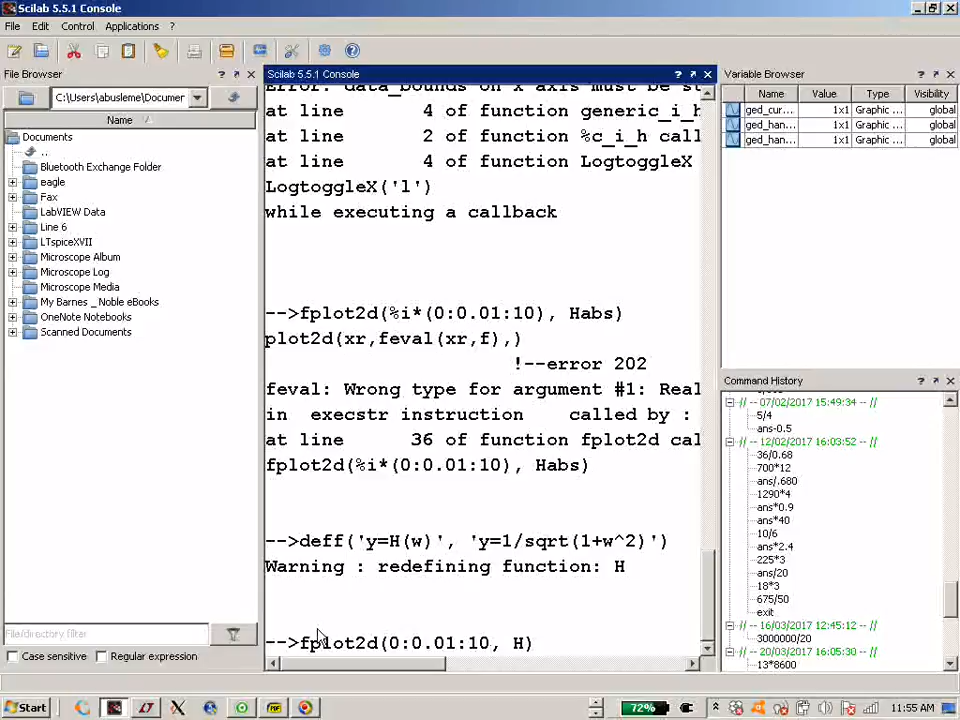 Scilab 5.5.1 Console
File Edit Control Applications ?
File Browser ? 
C:\Users\abusleme\Documer
Name
Documents
..
Bluetooth Exchange Folder
eagle
Fax
LabVIEW Data
Line 6
LTspiceXVII
Microscope Album
Microscope Log
Microscope Media
My Barnes _ Noble eBooks
OneNote Notebooks
Scanned Documents
File/directory filter
Case sensitive Regular expression
Scilab 5.5.1 Console ?
Error: data_bounds on x axis must be st
at line 4 of function generic_i_h
at line 2 of function %c_i_h call
at line 4 of function LogtoggleX
LogtoggleX('l')
while executing a callback
-->fplot2d(%i*(0:0.01:10), Habs)
plot2d(xr,feval(xr,f),)
!--error 202
feval: Wrong type for argument #1: Real
in execstr instruction called by :
at line 36 of function fplot2d cal
fplot2d(%i*(0:0.01:10), Habs)
-->deff('y=H(w)', 'y=1/sqrt(1+w^2)')
Warning : redefining function: H
-->fplot2d(0:0.01:10, H)
Variable Browser
Name Value Type Visibility
ged_cur... 1x1 Graphic ... global
ged_han... 1x1 Graphic ... global
ged_han... 1x1 Graphic ... global
Command History ?
// -- 07/02/2017 15:49:34 -- //
5/4
ans-0.5
// -- 12/02/2017 16:03:52 -- //
36/0.68
700*12
ans/.680
1290*4
ans*0.9
ans*40
10/6
ans*2.4
225*3
ans/20
18*3
675/50
exit
// -- 16/03/2017 12:45:12 -- //
3000000/20
// -- 20/03/2017 16:05:30 -- //
13*8600
Start
72%
11:55 AM